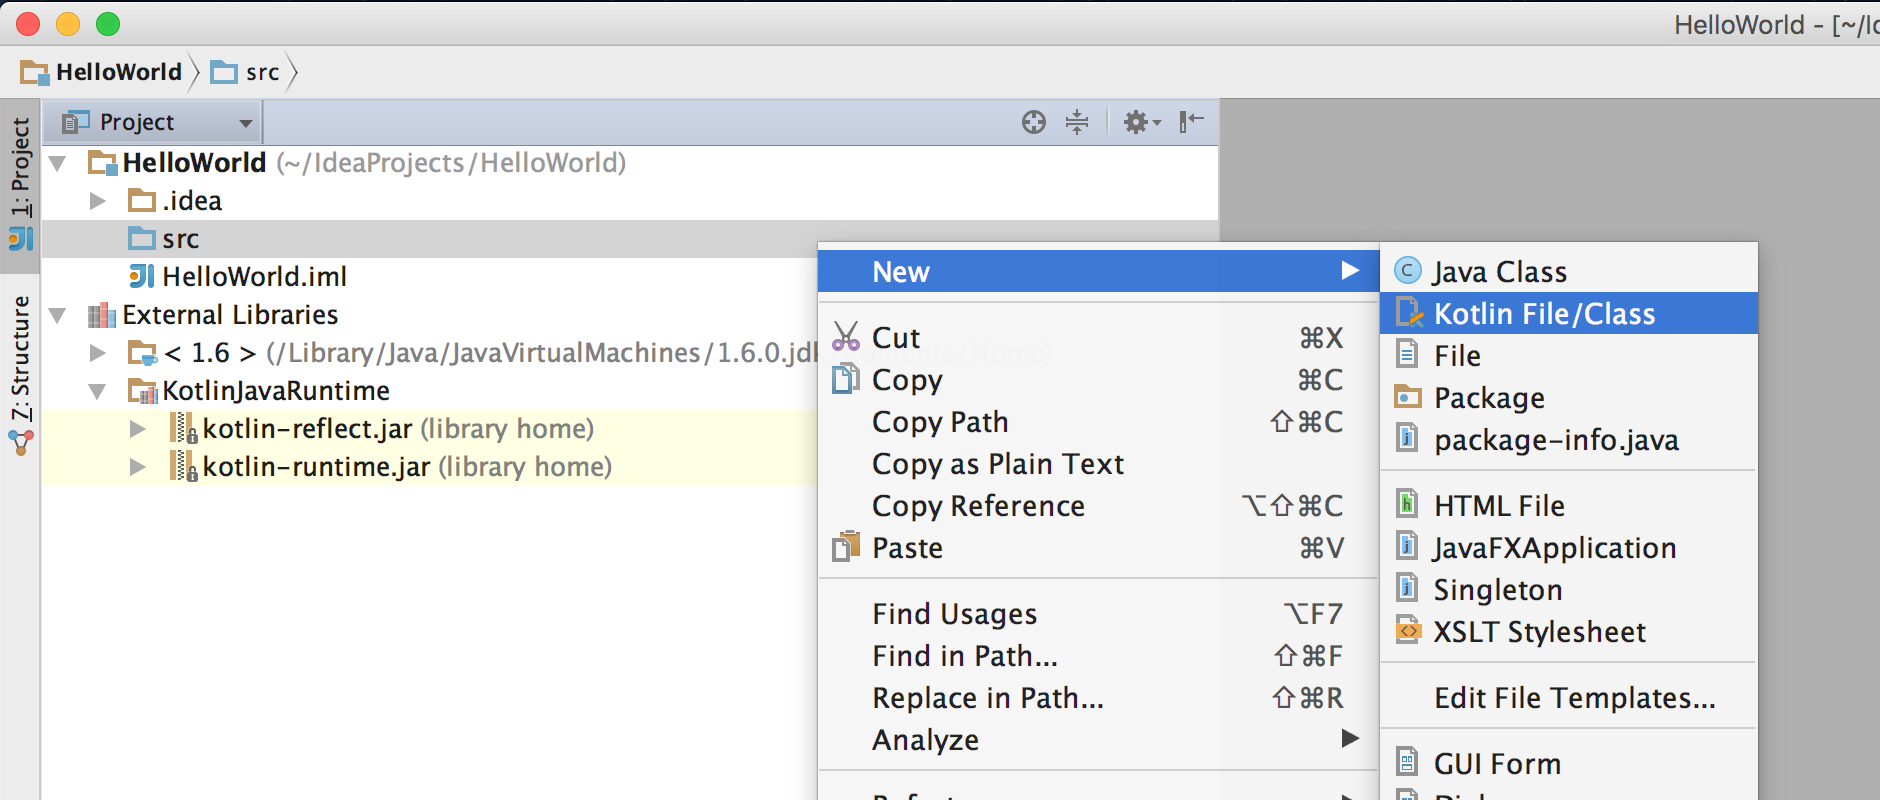 HelloWorld - [~/Id
HelloWorld src
1: Project
7: Structure
Project
HelloWorld (~/IdeaProjects/HelloWorld)
.idea
src
HelloWorld.iml
External Libraries
< 1.6 > (/Library/Java/JavaVirtualMachines/1.6.0.jdk/Contents/Home)
KotlinJavaRuntime
kotlin-reflect.jar (library home)
kotlin-runtime.jar (library home)
New
Cut ⌘X
Copy ⌘C
Copy Path ⇧⌘C
Copy as Plain Text
Copy Reference ⌥⇧⌘C
Paste ⌘V
Find Usages ⌥F7
Find in Path... ⇧⌘F
Replace in Path... ⇧⌘R
Analyze
Java Class
Kotlin File/Class
File
Package
package-info.java
HTML File
JavaFXApplication
Singleton
XSLT Stylesheet
Edit File Templates...
GUI Form